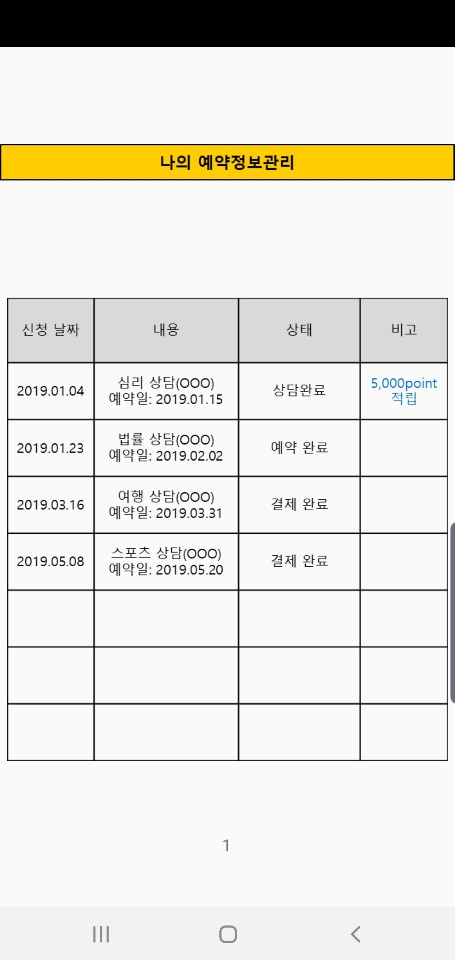 나의 예약정보관리
신청 날짜 내용 상태 비고
2019.01.04 심리 상담(OOO) 상담완료 5,000point
예약일: 2019.01.15 적립
2019.01.23 법률 상담(OOO) 예약 완료
예약일: 2019.02.02
2019.03.16 여행 상담(OOO) 결제 완료
예약일: 2019.03.31
2019.05.08 스포츠 상담(OOO) 결제 완료
예약일: 2019.05.20
1